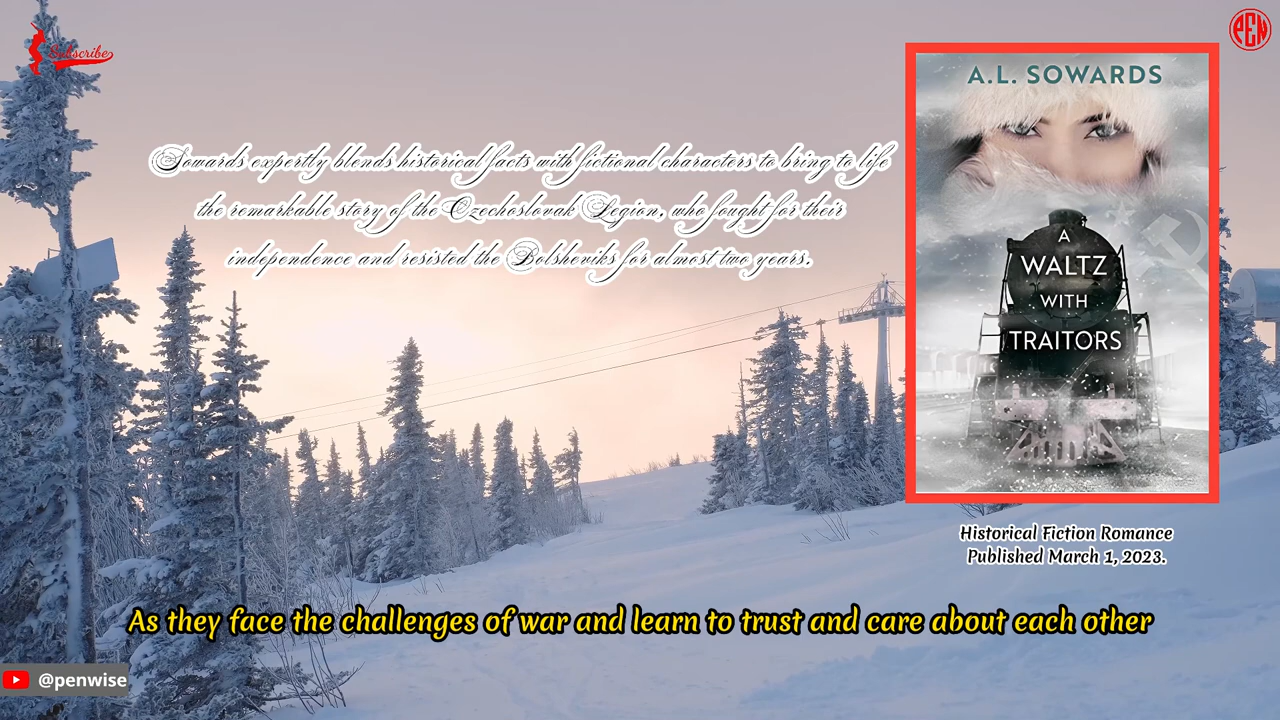 Subscribe
PEN
A.L. SOWARDS
Sowards expertly blends historical facts with fictional characters to bring to life
the remarkable story of the Czechoslovak Legion, who fought for their
independence and resisted the Bolsheviks for almost two years.
A
WALTZ
WITH
TRAITORS
Historical Fiction Romance
Published March 1, 2023.
As they face the challenges of war and learn to trust and care about each other
@penwise